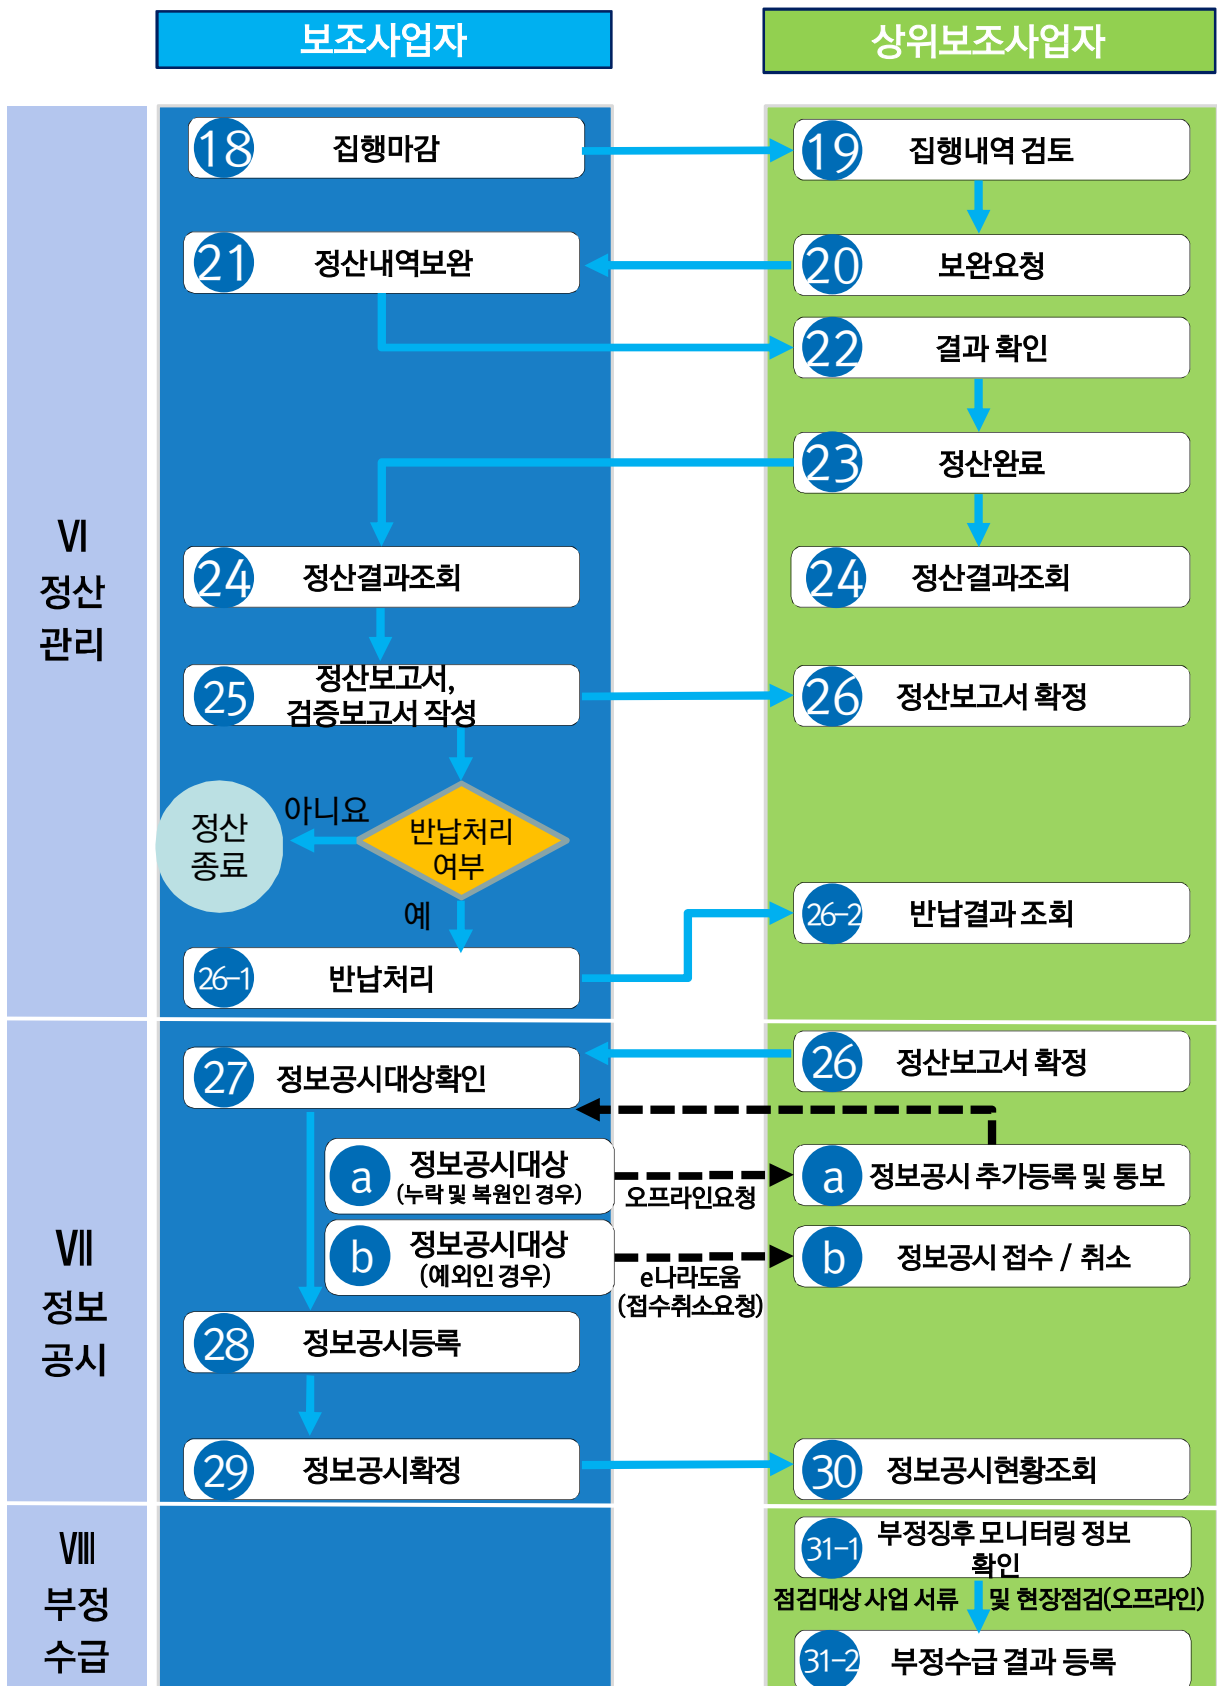 보조사업자
상위보조사업자
Ⅵ
정산
관리
18 집행마감
19 집행내역 검토
21 정산내역보완
20 보완요청
22 결과 확인
23 정산완료
24 정산결과조회
24 정산결과조회
25 정산보고서,
검증보고서 작성
26 정산보고서 확정
아니요
정산
종료
반납처리
여부
예
26-2 반납결과 조회
26-1 반납처리
Ⅶ
정보
공시
26 정산보고서 확정
27 정보공시대상확인
a 정보공시대상
(누락 및 복원인 경우)
오프라인요청
a 정보공시 추가등록 및 통보
b 정보공시대상
(예외인 경우)
e나라도움
(접수취소요청)
b 정보공시 접수 / 취소
28 정보공시등록
29 정보공시확정
30 정보공시현황조회
Ⅷ
부정
수급
31-1 부정징후 모니터링 정보
확인
점검대상 사업 서류 및 현장점검(오프라인)
31-2 부정수급 결과 등록